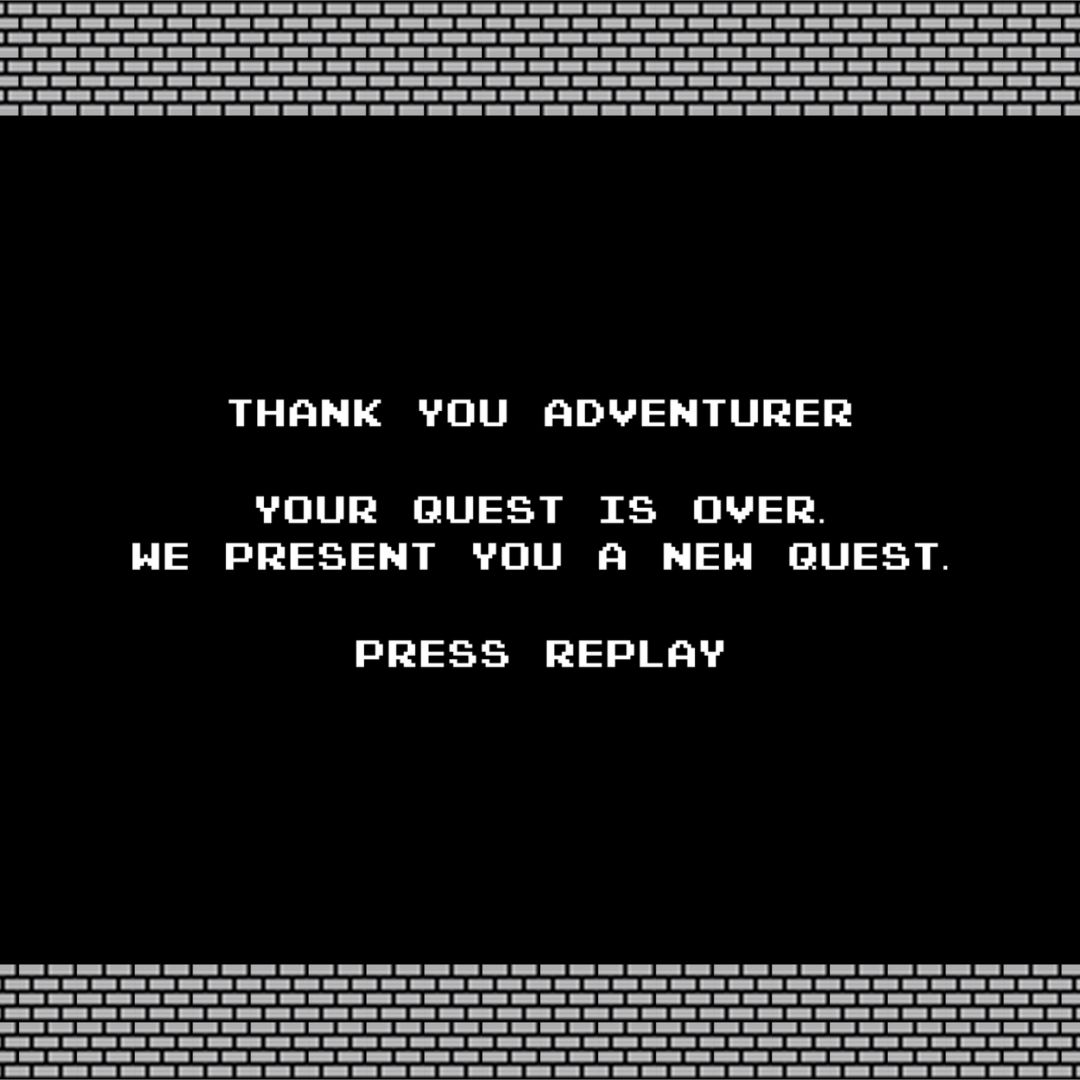 THANK YOU ADVENTURER
YOUR QUEST IS OVER.
WE PRESENT YOU A NEW QUEST.
PRESS REPLAY